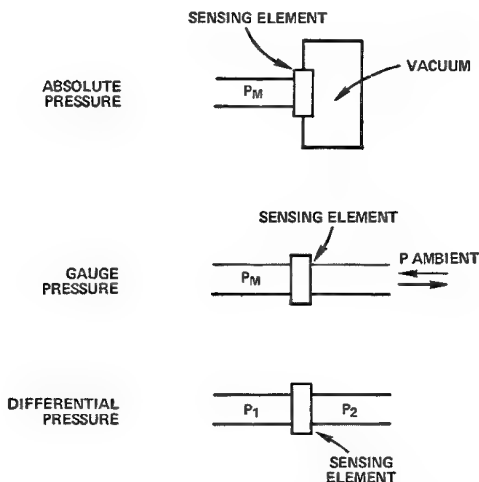 SENSING ELEMENT
VACUUM
ABSOLUTE
PRESSURE
PM
SENSING ELEMENT
P AMBIENT
GAUGE
PRESSURE
PM
DIFFERENTIAL
PRESSURE
P1
P2
SENSING
ELEMENT